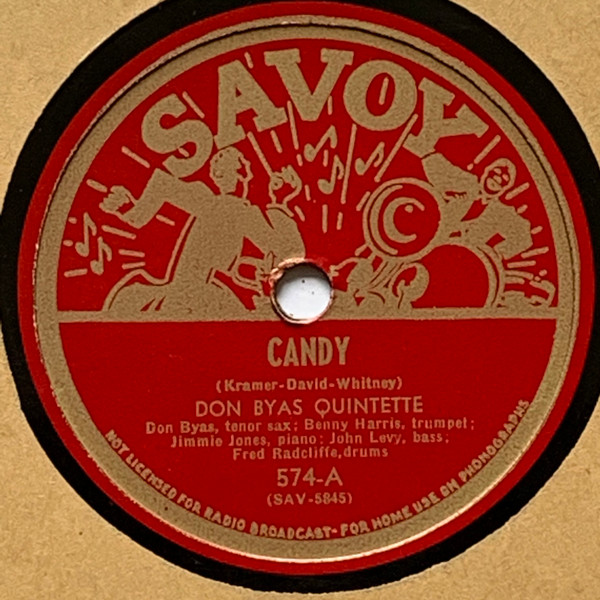 SAVOY
C
CANDY
(Kramer-David-Whitney)
DON BYAS QUINTETTE
Don Byas, tenor sax; Benny Harris, trumpet;
Jimmie Jones, piano; John Levy, bass;
Fred Radcliffe, drums
574-A
(SAV-5845)
NOT LICENSED FOR RADIO BROADCAST-FOR HOME USE ON PHONOGRAPHS